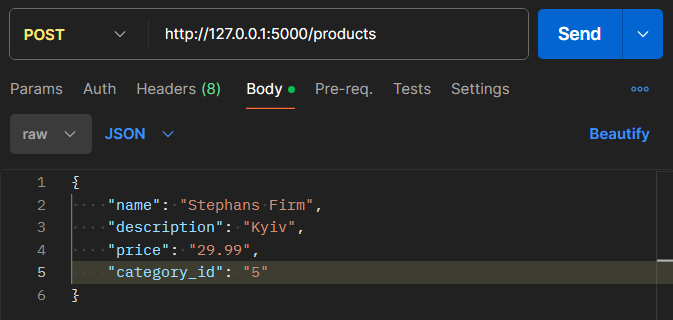 POST http://127.0.0.1:5000/products Send
Params Auth Headers (8) Body Pre-req. Tests Settings
raw JSON Beautify
1 {
2 "name": "Stephans Firm",
3 "description": "Kyiv",
4 "price": "29.99",
5 "category_id": "5"
6 }